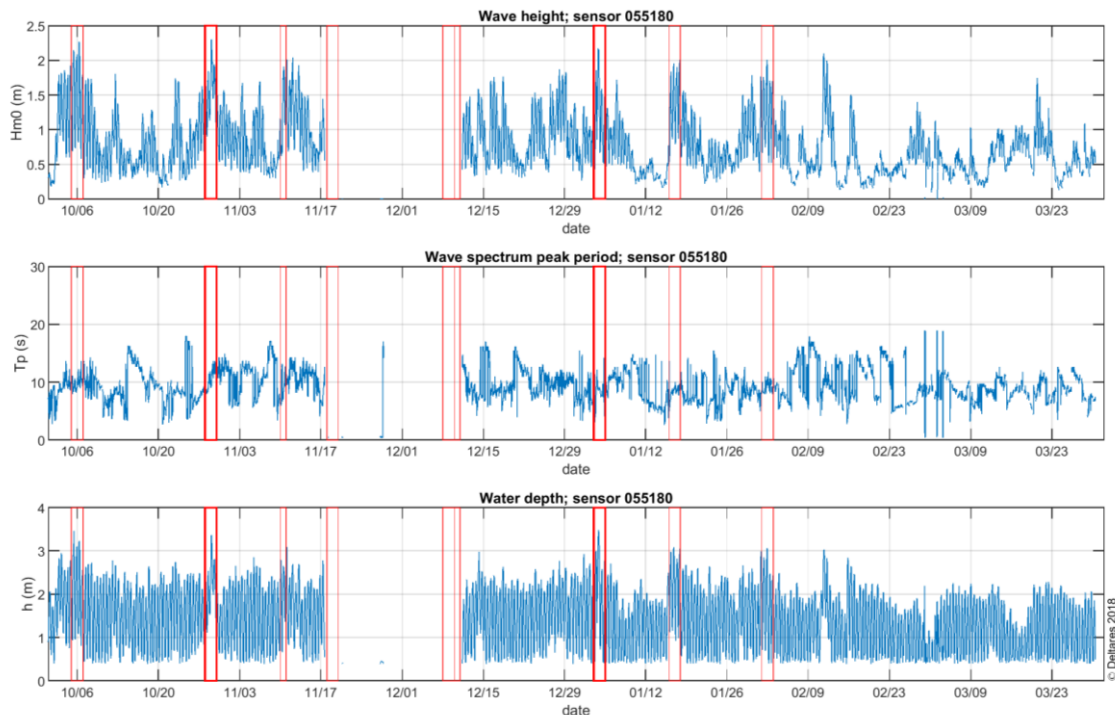 Wave height; sensor 055180
2.5
2
1.5
1
0.5
0
Hm0 (m)
10/06 10/20 11/03 11/17 12/01 12/15 12/29 01/12 01/26 02/09 02/23 03/09 03/23
date
Wave spectrum peak period; sensor 055180
30
20
10
0
Tp (s)
10/06 10/20 11/03 11/17 12/01 12/15 12/29 01/12 01/26 02/09 02/23 03/09 03/23
date
Water depth; sensor 055180
4
3
2
1
0
h (m)
10/06 10/20 11/03 11/17 12/01 12/15 12/29 01/12 01/26 02/09 02/23 03/09 03/23
date
© Deltares 2018